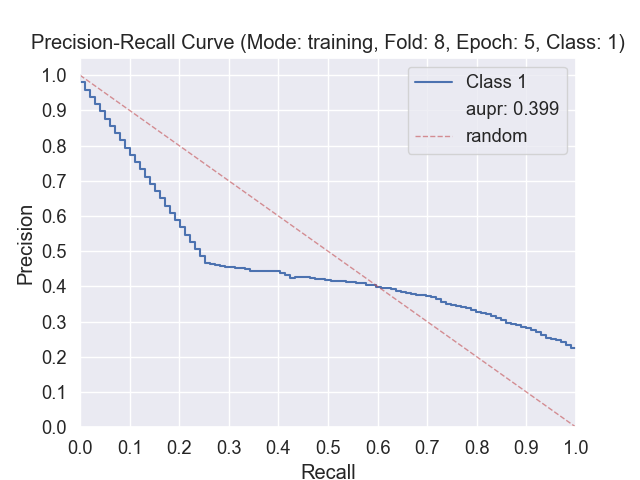 Precision-Recall Curve (Mode: training, Fold: 8, Epoch: 5, Class: 1)
1.0
0.9
0.8
0.7
0.6
0.5
0.4
0.3
0.2
0.1
0.0
Precision
Class 1
aupr: 0.399
random
0.0 0.1 0.2 0.3 0.4 0.5 0.6 0.7 0.8 0.9 1.0
Recall